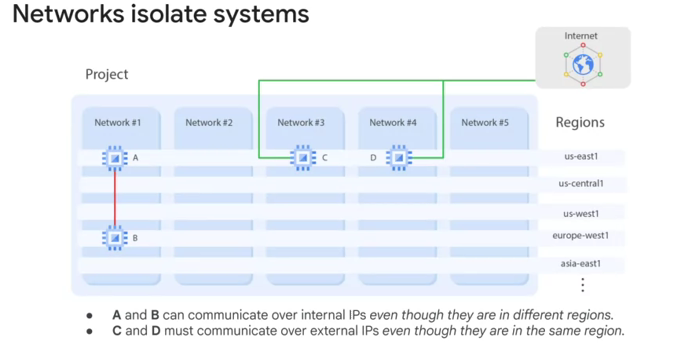 Networks isolate systems
Internet
Project
Network #1 Network #2 Network #3 Network #4 Network #5 Regions
A C D us-east1
us-central1
us-west1
B europe-west1
asia-east1
• A and B can communicate over internal IPs even though they are in different regions.
• C and D must communicate over external IPs even though they are in the same region.